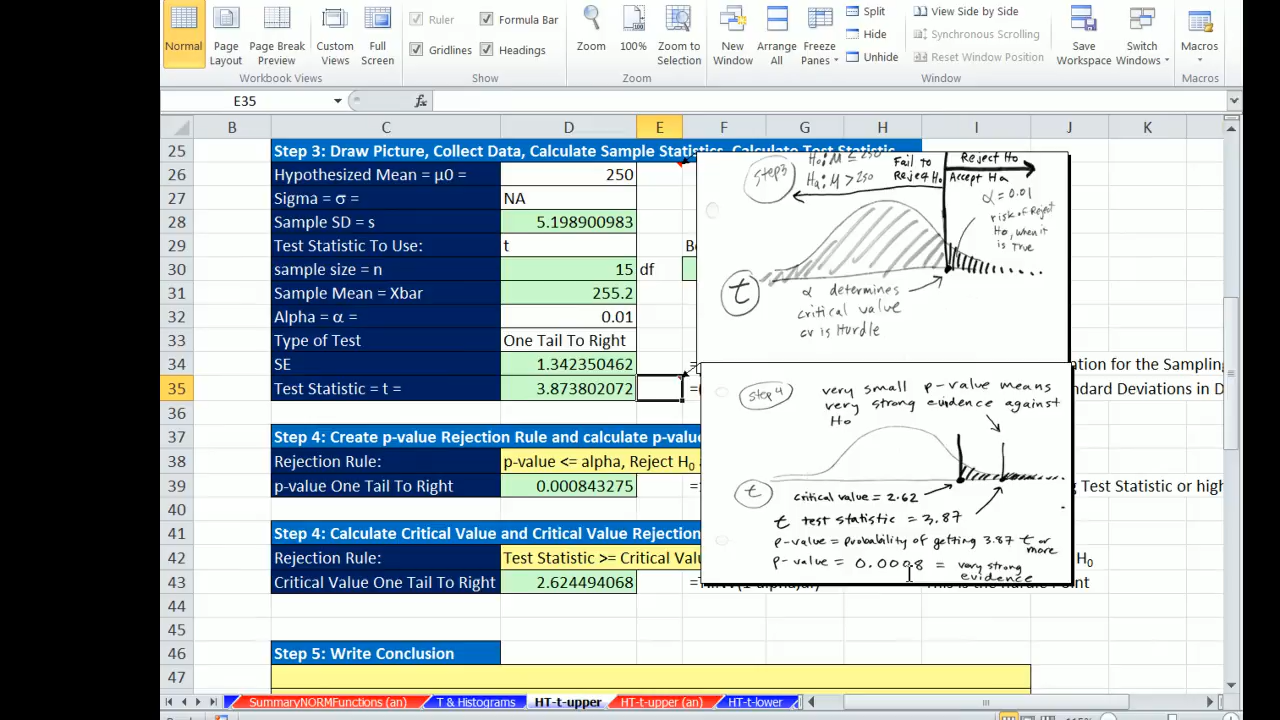 Normal
Page Layout
Page Break Preview
Custom Views
Full Screen
Workbook Views
Ruler
Formula Bar
Gridlines
Headings
Show
Zoom
100%
Zoom to Selection
Zoom
New Window
Arrange All
Freeze Panes
Split
Hide
Unhide
View Side by Side
Synchronous Scrolling
Reset Window Position
Window
Save Workspace
Switch Windows
Macros
Macros
E35
fx
B C D E F G H I J K
25 Step 3: Draw Picture, Collect Data, Calculate Sample Statistics, Calculate Test Statistic
26 Hypothesized Mean = μ0 = 250
27 Sigma = σ = NA
28 Sample SD = s 5.198900983
29 Test Statistic To Use: t
30 sample size = n 15 df
31 Sample Mean = Xbar 255.2
32 Alpha = α = 0.01
33 Type of Test One Tail To Right
34 SE 1.342350462 ation for the Sampling
35 Test Statistic = t = 3.873802072 =( ndard Deviations in D
36
37 Step 4: Create p-value Rejection Rule and calculate p-value
38 Rejection Rule: p-value <= alpha, Reject H0
39 p-value One Tail To Right 0.000843275 ng Test Statistic or high
40
41 Step 4: Calculate Critical Value and Critical Value Rejection
42 Rejection Rule: Test Statistic >= Critical Valu H0
43 Critical Value One Tail To Right 2.624494068 This is the Hurdle Point
44
45
46 Step 5: Write Conclusion
47
Step3
Ho: M ≤ 250
Ha: M > 250
Fail to Reject Ho
Reject Ho
Accept Ha
α = 0.01
risk of Reject
Ho, when it
is True
t
α determines
critical value
cv is Hurdle
Step 4
very small p-value means
very strong evidence against
Ho
t
critical value = 2.62
t test statistic = 3.87
p-value = probability of getting 3.87 t or more
p-value = 0.0008 = very strong evidence
SummaryNORMFunctions (an)
T & Histograms
HT-t-upper
HT-t-upper (an)
HT-t-lower